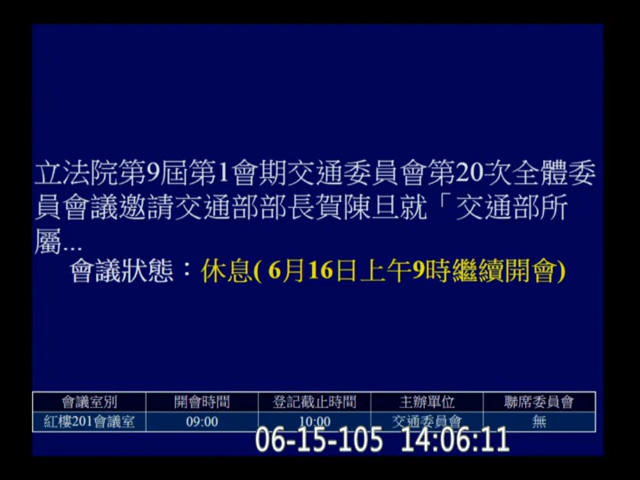 立法院第9屆第1會期交通委員會第20次全體委
員會議邀請交通部部長賀陳旦就「交通部所
屬...
會議狀態：休息( 6月16日上午9時繼續開會)
會議室別 開會時間 登記截止時間 主辦單位 聯席委員會
紅樓201會議室 09:00 10:00 交通委員會 無
06-15-105 14:06:11